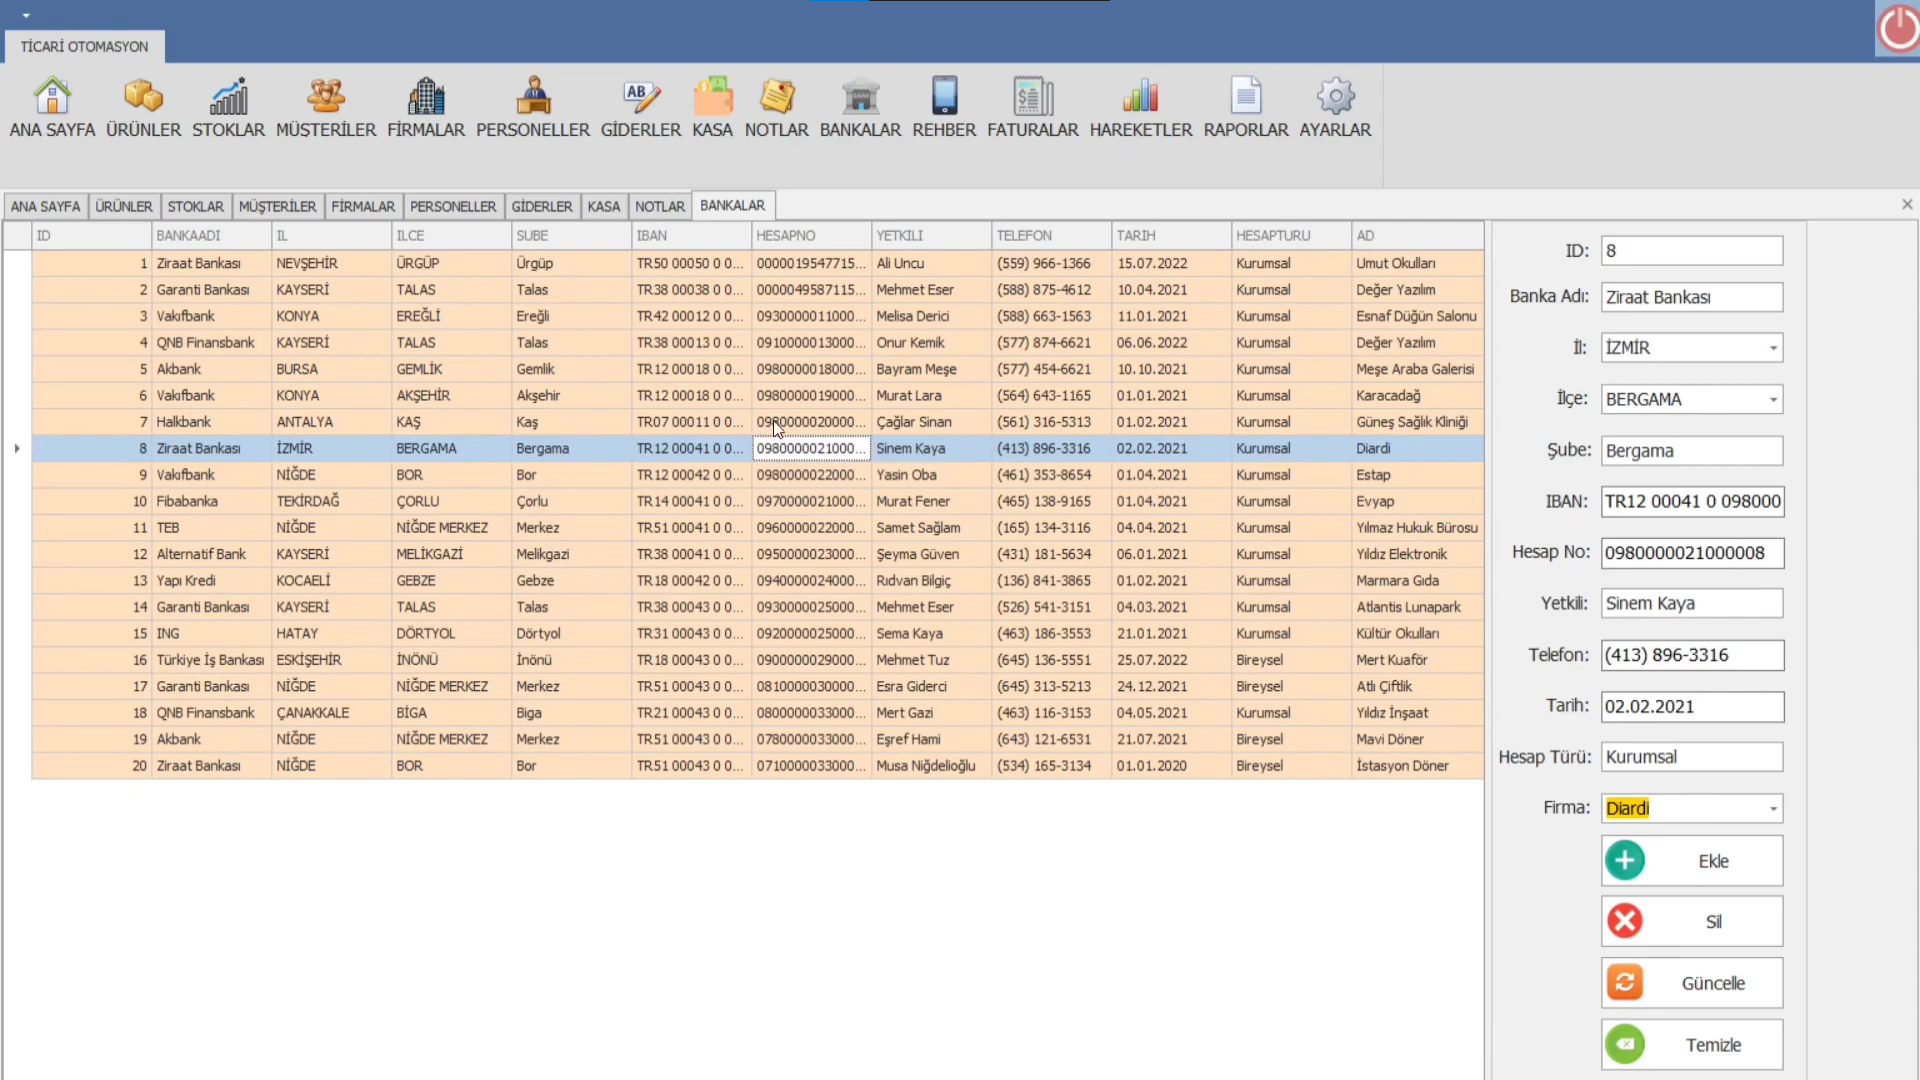 TİCARİ OTOMASYON
ANA SAYFA ÜRÜNLER STOKLAR MÜŞTERİLER FİRMALAR PERSONELLER GİDERLER KASA NOTLAR BANKALAR REHBER FATURALAR HAREKETLER RAPORLAR AYARLAR
ANA SAYFA ÜRÜNLER STOKLAR MÜŞTERİLER FİRMALAR PERSONELLER GİDERLER KASA NOTLAR BANKALAR
ID BANKAADI IL ILCE SUBE IBAN HESAPNO YETKILI TELEFON TARIH HESAPTURU AD
1 Ziraat Bankası NEVŞEHİR ÜRGÜP Ürgüp TR50 00050 0 0... 0000019547715... Ali Uncu (559) 966-1366 15.07.2022 Kurumsal Umut Okulları
2 Garanti Bankası KAYSERİ TALAS Talas TR38 00038 0 0... 0000049587115... Mehmet Eser (588) 875-4612 10.04.2021 Kurumsal Değer Yazılım
3 Vakıfbank KONYA EREĞLİ Ereğli TR42 00012 0 0... 0930000011000... Melisa Derici (588) 663-1563 11.01.2021 Kurumsal Esnaf Düğün Salonu
4 QNB Finansbank KAYSERİ TALAS Talas TR38 00013 0 0... 0910000013000... Onur Kemik (577) 874-6621 06.06.2022 Kurumsal Değer Yazılım
5 Akbank BURSA GEMLİK Gemlik TR12 00018 0 0... 0980000018000... Bayram Meşe (577) 454-6621 10.10.2021 Kurumsal Meşe Araba Galerisi
6 Vakıfbank KONYA AKŞEHİR Akşehir TR12 00018 0 0... 0980000019000... Murat Lara (564) 643-1165 01.01.2021 Kurumsal Karacadağ
7 Halkbank ANTALYA KAŞ Kaş TR07 00011 0 0... 0980000020000... Çağlar Sinan (561) 316-5313 01.02.2021 Kurumsal Güneş Sağlık Kliniği
8 Ziraat Bankası İZMİR BERGAMA Bergama TR12 00041 0 0... 0980000021000... Sinem Kaya (413) 896-3316 02.02.2021 Kurumsal Diardi
9 Vakıfbank NİĞDE BOR Bor TR12 00042 0 0... 0980000022000... Yasin Oba (461) 353-8654 01.04.2021 Kurumsal Estap
10 Fibabanka TEKİRDAĞ ÇORLU Çorlu TR14 00041 0 0... 0970000021000... Murat Fener (465) 138-9165 01.04.2021 Kurumsal Evyap
11 TEB NİĞDE NİĞDE MERKEZ Merkez TR51 00041 0 0... 0960000022000... Samet Sağlam (165) 134-3116 04.04.2021 Kurumsal Yılmaz Hukuk Bürosu
12 Alternatif Bank KAYSERİ MELİKGAZİ Melikgazi TR38 00041 0 0... 0950000023000... Şeyma Güven (431) 181-5634 06.01.2021 Kurumsal Yıldız Elektronik
13 Yapı Kredi KOCAELİ GEBZE Gebze TR18 00042 0 0... 0940000024000... Rıdvan Bilgiç (136) 841-3865 01.02.2021 Kurumsal Marmara Gıda
14 Garanti Bankası KAYSERİ TALAS Talas TR38 00043 0 0... 0930000025000... Mehmet Eser (526) 541-3151 04.03.2021 Kurumsal Atlantis Lunapark
15 ING HATAY DÖRTYOL Dörtyol TR31 00043 0 0... 0920000025000... Sema Kaya (463) 186-3553 21.01.2021 Kurumsal Kültür Okulları
16 Türkiye İş Bankası ESKİŞEHİR İNÖNÜ İnönü TR18 00043 0 0... 0900000029000... Mehmet Tuz (645) 136-5551 25.07.2022 Bireysel Mert Kuaför
17 Garanti Bankası NİĞDE NİĞDE MERKEZ Merkez TR51 00043 0 0... 0810000030000... Esra Giderci (645) 313-5213 24.12.2021 Bireysel Atlı Çiftlik
18 QNB Finansbank ÇANAKKALE BİGA Biga TR21 00043 0 0... 0800000033000... Mert Gazi (463) 116-3153 04.05.2021 Kurumsal Yıldız İnşaat
19 Akbank NİĞDE NİĞDE MERKEZ Merkez TR51 00043 0 0... 0780000033000... Eşref Hami (643) 121-6531 21.07.2021 Bireysel Mavi Döner
20 Ziraat Bankası NİĞDE BOR Bor TR51 00043 0 0... 0710000033000... Musa Niğdelioğlu (534) 165-3134 01.01.2020 Bireysel İstasyon Döner
ID: 8
Banka Adı: Ziraat Bankası
İl: İZMİR
İlçe: BERGAMA
Şube: Bergama
IBAN: TR12 00041 0 098000
Hesap No: 0980000021000008
Yetkili: Sinem Kaya
Telefon: (413) 896-3316
Tarih: 02.02.2021
Hesap Türü: Kurumsal
Firma: Diardi
Ekle
Sil
Güncelle
Temizle